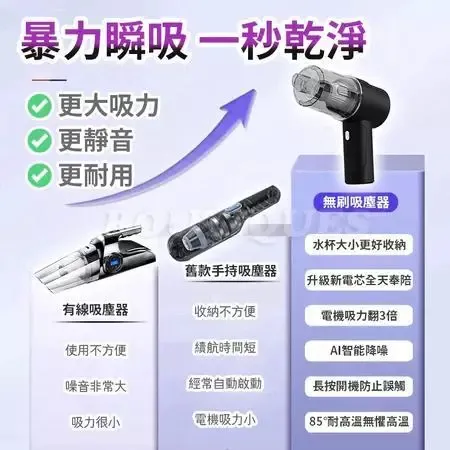 暴力瞬吸 一秒乾淨
更大吸力
更靜音
更耐用
BOUTIQUES
無刷吸塵器
水杯大小更好收納
升級新電芯全天奉陪
電機吸力翻3倍
AI智能降噪
長按開機防止誤觸
85°耐高溫無懼高溫
舊款手持吸塵器
收納不方便
續航時間短
經常自動啟動
電機吸力小
有線吸塵器
使用不方便
噪音非常大
吸力很小